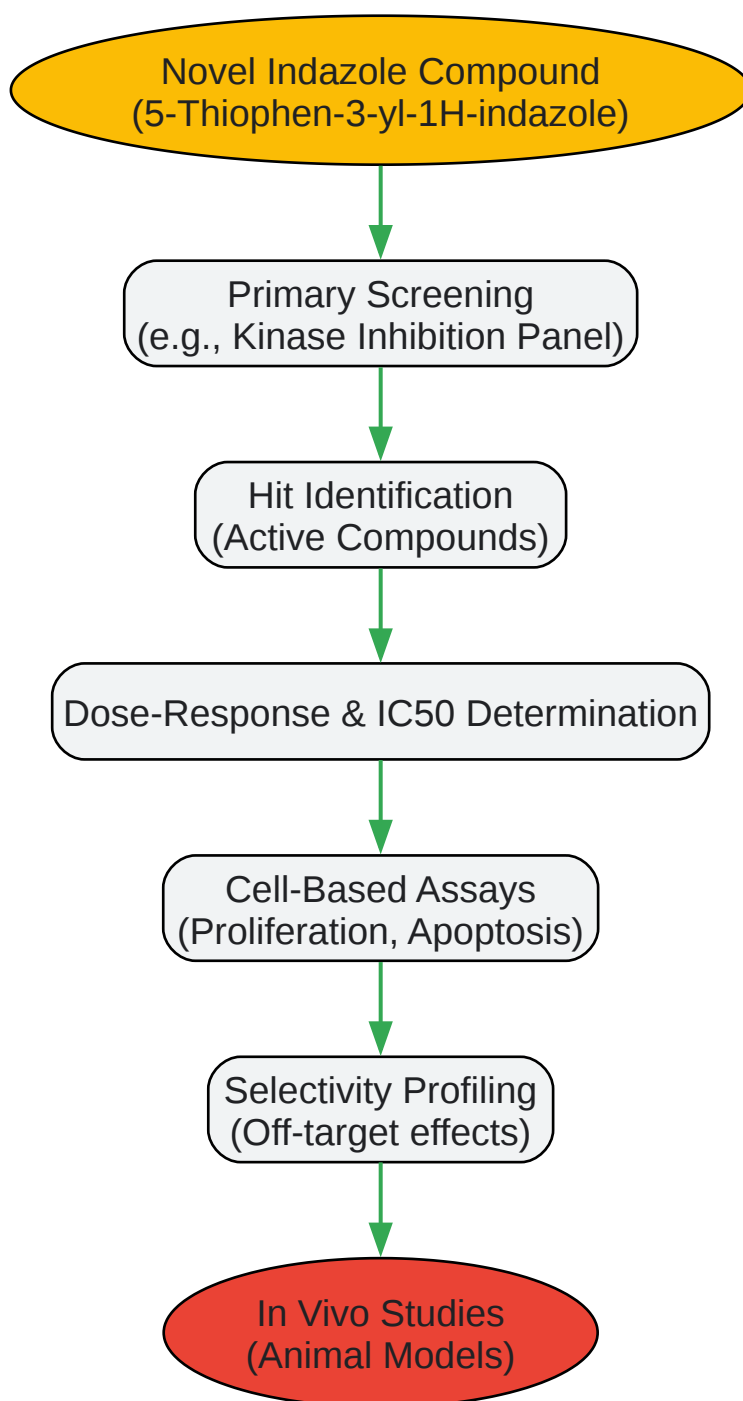 Novel Indazole Compound
(5-Thiophen-3-yl-1H-indazole)
Primary Screening
(e.g., Kinase Inhibition Panel)
Hit Identification
(Active Compounds)
Dose-Response & IC50 Determination
Cell-Based Assays
(Proliferation, Apoptosis)
Selectivity Profiling
(Off-target effects)
In Vivo Studies
(Animal Models)